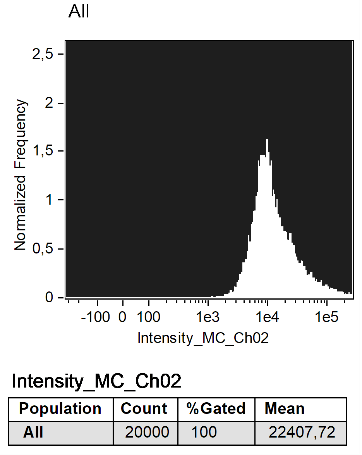 All
Normalized Frequency
2,5
2
1,5
1
0,5
0
-100 0 100 1e3 1e4 1e5
Intensity_MC_Ch02
Intensity_MC_Ch02
Population Count %Gated Mean
All 20000 100 22407,72